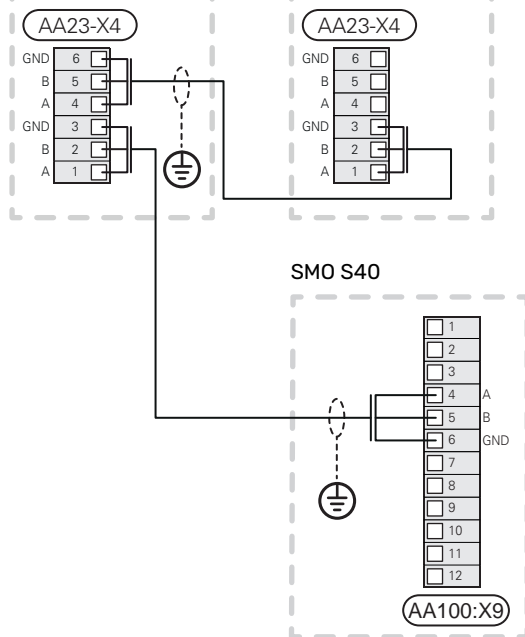 AA23-X4
GND 6
B 5
A 4
GND 3
B 2
A 1
AA23-X4
GND 6
B 5
A 4
GND 3
B 2
A 1
SMO S40
1
2
3
4 A
5 B
6 GND
7
8
9
10
11
12
AA100:X9